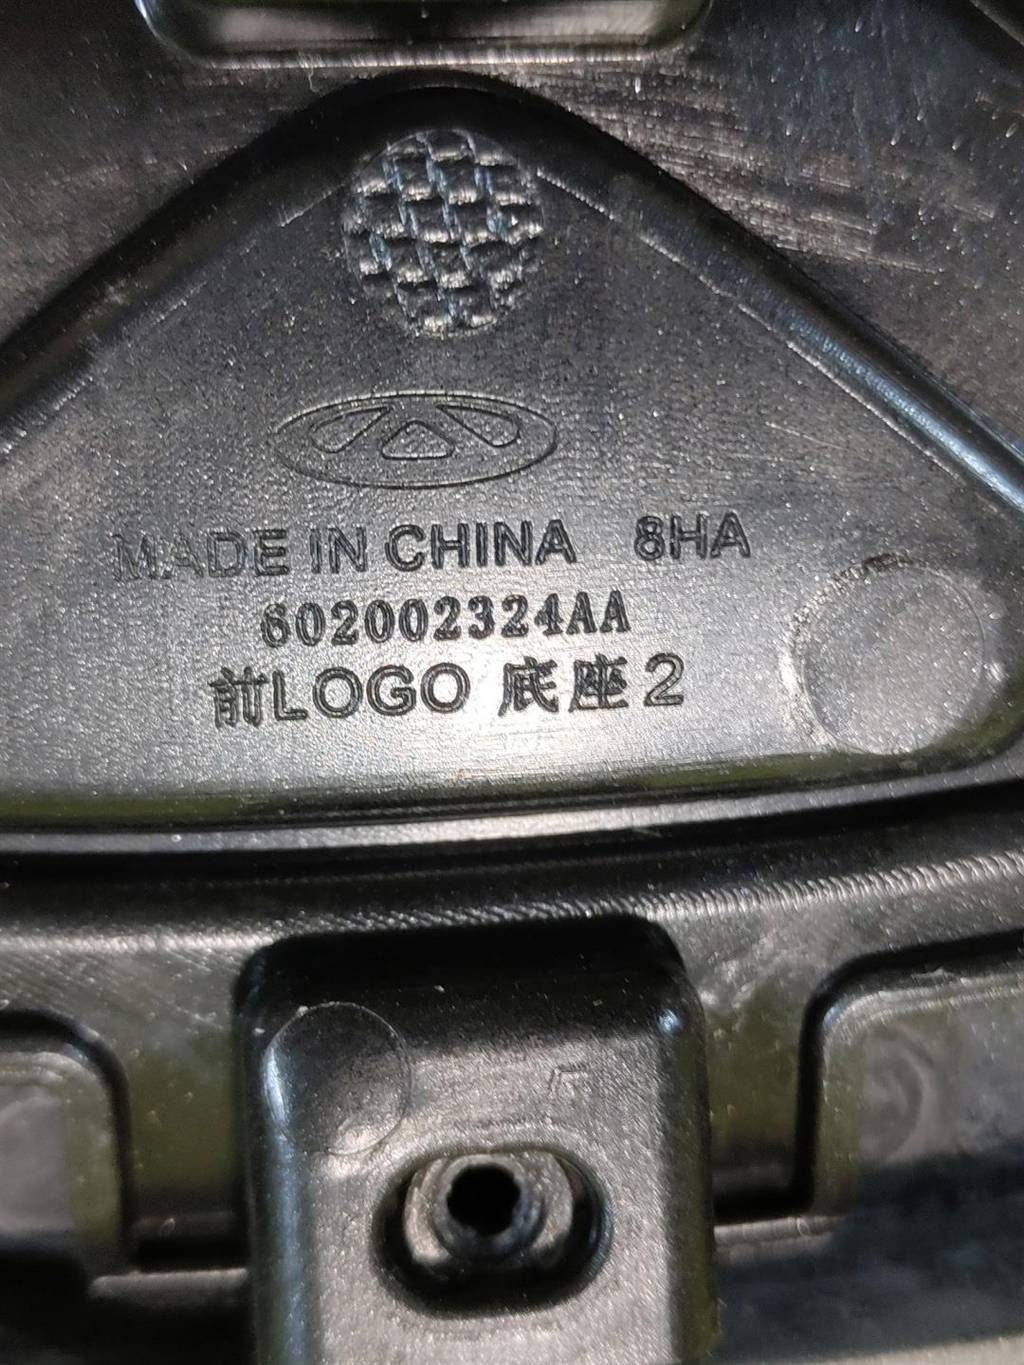 MADE IN CHINA 8HA
602002324AA
前LOGO 底座2